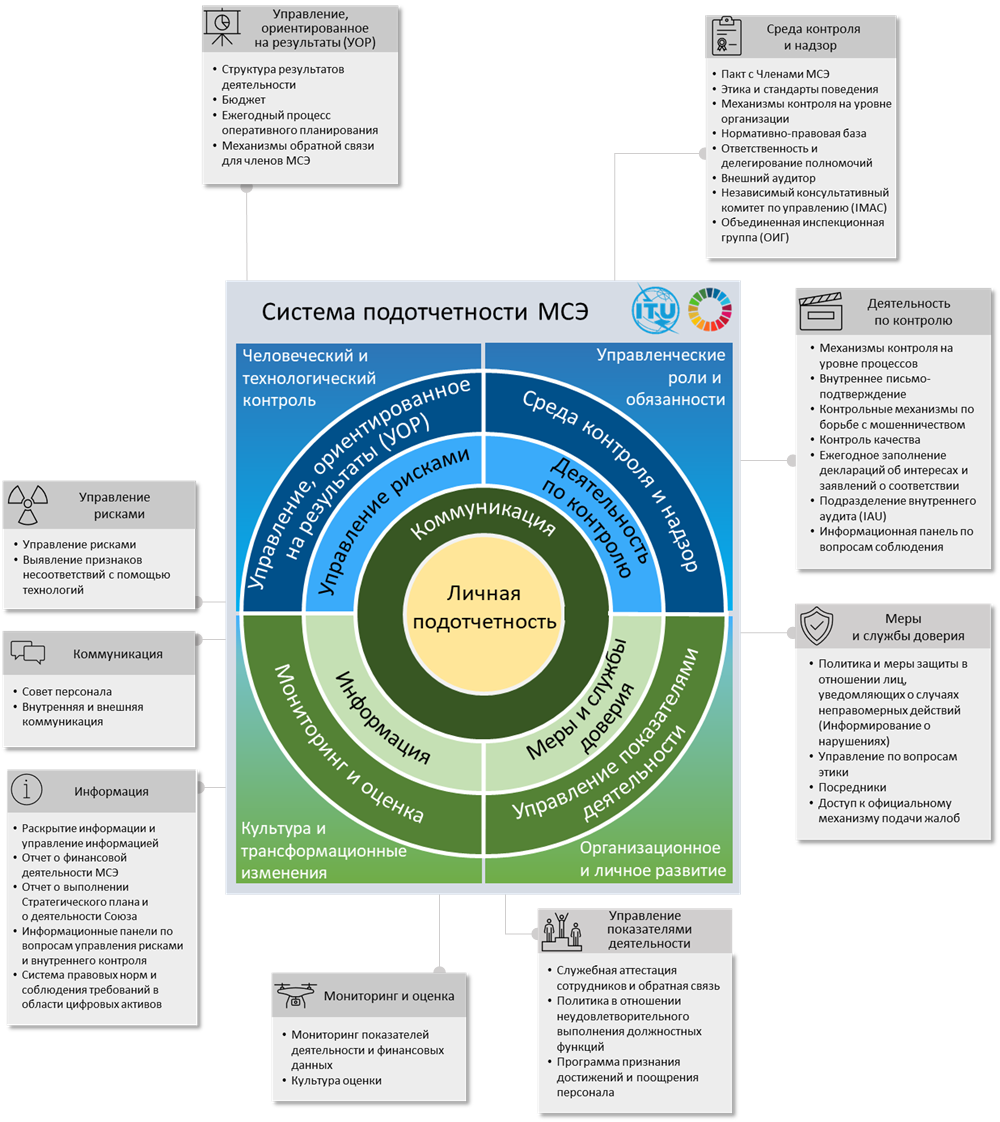 Управление,
ориентированное
на результаты (УОР)
• Структура результатов
деятельности
• Бюджет
• Ежегодный процесс
оперативного планирования
• Механизмы обратной связи
для членов МСЭ
Среда контроля
и надзор
• Пакт с Членами МСЭ
• Этика и стандарты поведения
• Механизмы контроля на уровне
организации
• Нормативно-правовая база
• Ответственность и
делегирование полномочий
• Внешний аудитор
• Независимый консультативный
комитет по управлению (IMAC)
• Объединенная инспекционная
группа (ОИГ)
Система подотчетности МСЭ
ITU
Человеческий и
технологический
контроль
Управленческие
роли и
обязанности
Управление, ориентированное
на результаты (УОР)
Среда контроля и надзор
Управление рисками
Деятельность
по контролю
Коммуникация
Личная
подотчетность
Информация
Меры и службы
доверия
Мониторинг и оценка
Управление показателями
деятельности
Культура и
трансформационные
изменения
Организационное
и личное развитие
Деятельность
по контролю
• Механизмы контроля на
уровне процессов
• Внутреннее письмо-
подтверждение
• Контрольные механизмы по
борьбе с мошенничеством
• Контроль качества
• Ежегодное заполнение
деклараций об интересах и
заявлений о соответствии
• Подразделение внутреннего
аудита (IAU)
• Информационная панель по
вопросам соблюдения
Управление
рисками
• Управление рисками
• Выявление признаков
несоответствий с помощью
технологий
Меры
и службы доверия
• Политика и меры защиты в
отношении лиц,
уведомляющих о случаях
неправомерных действий
(Информирование о
нарушениях)
• Управление по вопросам
этики
• Посредники
• Доступ к официальному
механизму подачи жалоб
Коммуникация
• Совет персонала
• Внутренняя и внешняя
коммуникация
Информация
• Раскрытие информации и
управление информацией
• Отчет о финансовой
деятельности МСЭ
• Отчет о выполнении
Стратегического плана и
о деятельности Союза
• Информационные панели по
вопросам управления рисками
и внутреннего контроля
• Система правовых норм и
соблюдения требований в
области цифровых активов
Управление
показателями
деятельности
• Служебная аттестация
сотрудников и обратная связь
• Политика в отношении
неудовлетворительного
выполнения должностных
функций
• Программа признания
достижений и поощрения
персонала
Мониторинг и оценка
• Мониторинг показателей
деятельности и финансовых
данных
• Культура оценки